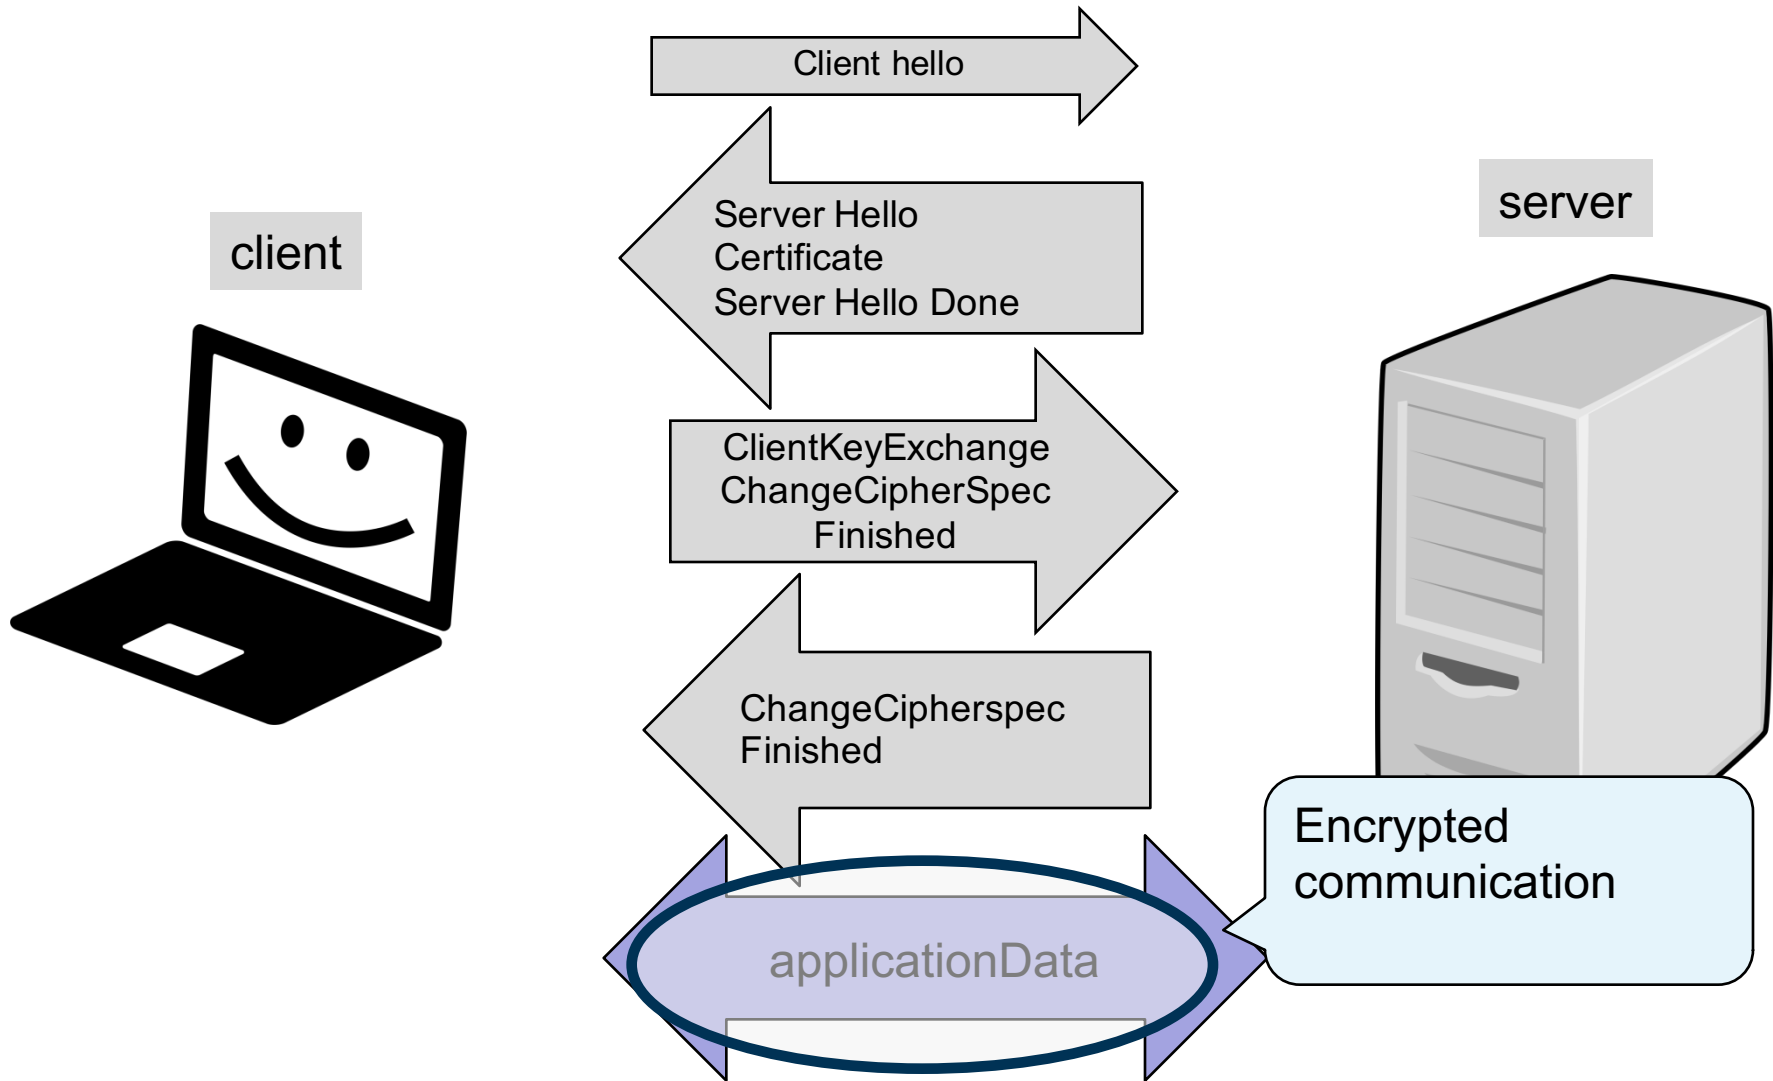 Client hello
server
client
Server Hello
Certificate
Server Hello Done
ClientKeyExchange
ChangeCipherSpec
Finished
ChangeCipherspec
Finished
Encrypted
communication
applicationData